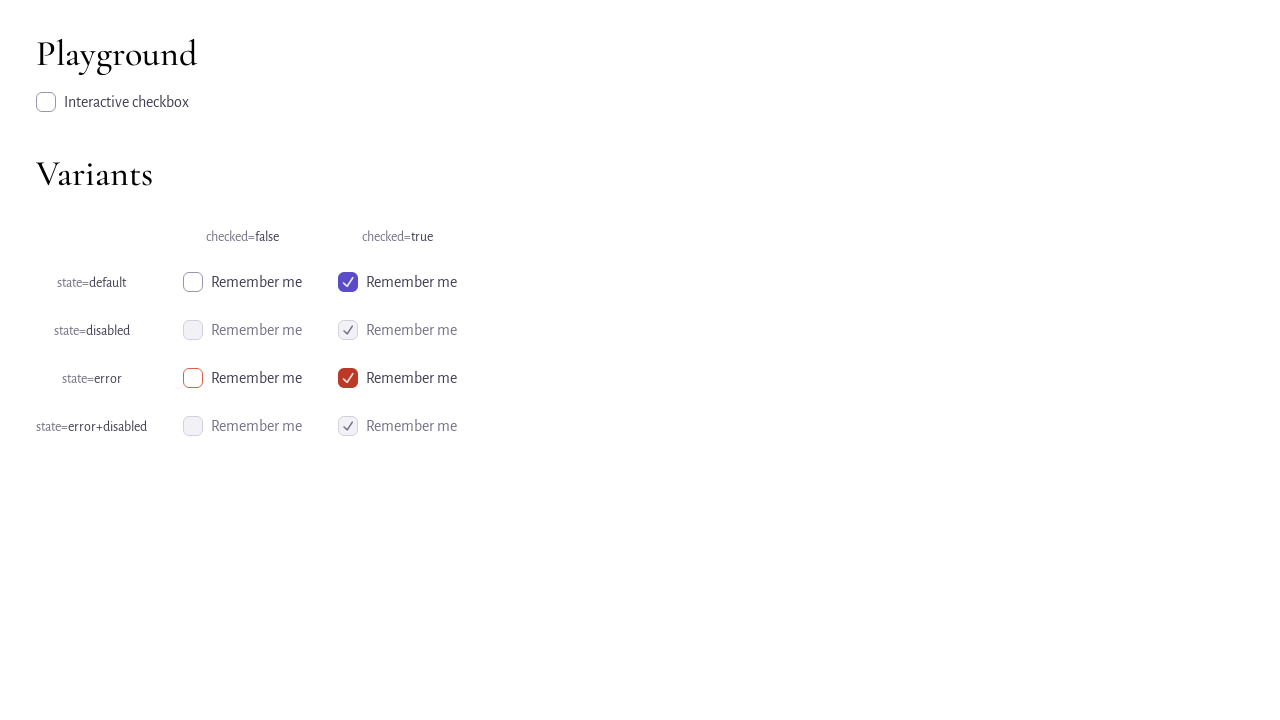 Playground
Interactive checkbox
Variants
checked=false checked=true
state=default Remember me Remember me
state=disabled Remember me Remember me
state=error Remember me Remember me
state=error+disabled Remember me Remember me